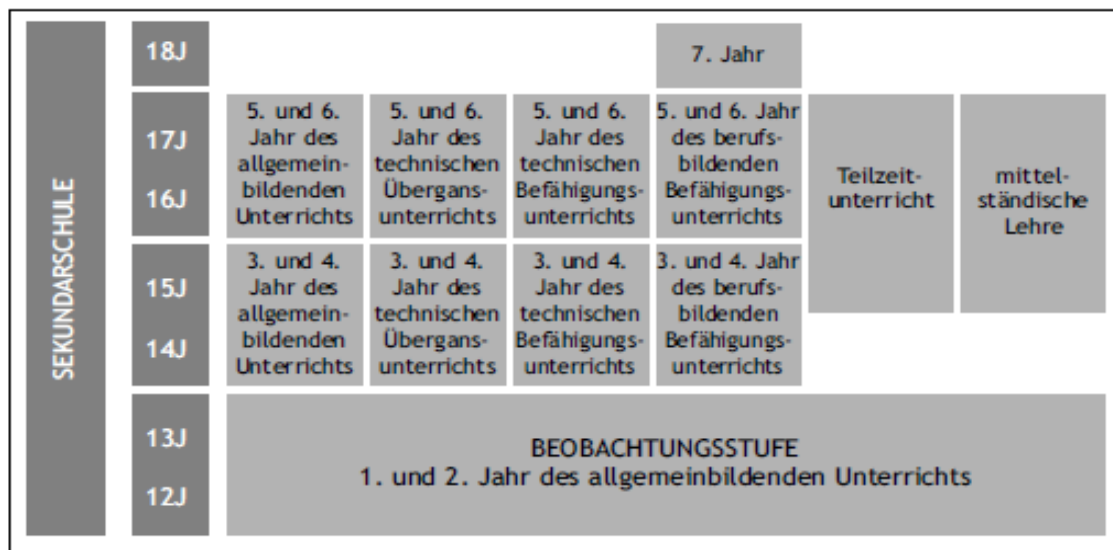 SEKUNDARSCHULE
18J
7. Jahr
17J
16J
5. und 6.
Jahr des
allgemein-
bildenden
Unterrichts
5. und 6.
Jahr des
technischen
Übergans-
unterrichts
5. und 6.
Jahr des
technischen
Befähigungs-
unterrichts
5. und 6. Jahr
des berufs-
bildenden
Befähigungs-
unterrichts
Teilzeit-
unterricht
mittel-
ständische
Lehre
15J
14J
3. und 4.
Jahr des
allgemein-
bildenden
Unterrichts
3. und 4.
Jahr des
technischen
Übergans-
unterrichts
3. und 4.
Jahr des
technischen
Befähigungs-
unterrichts
3. und 4. Jahr
des berufs-
bildenden
Befähigungs-
unterrichts
13J
12J
BEOBACHTUNGSSTUFE
1. und 2. Jahr des allgemeinbildenden Unterrichts